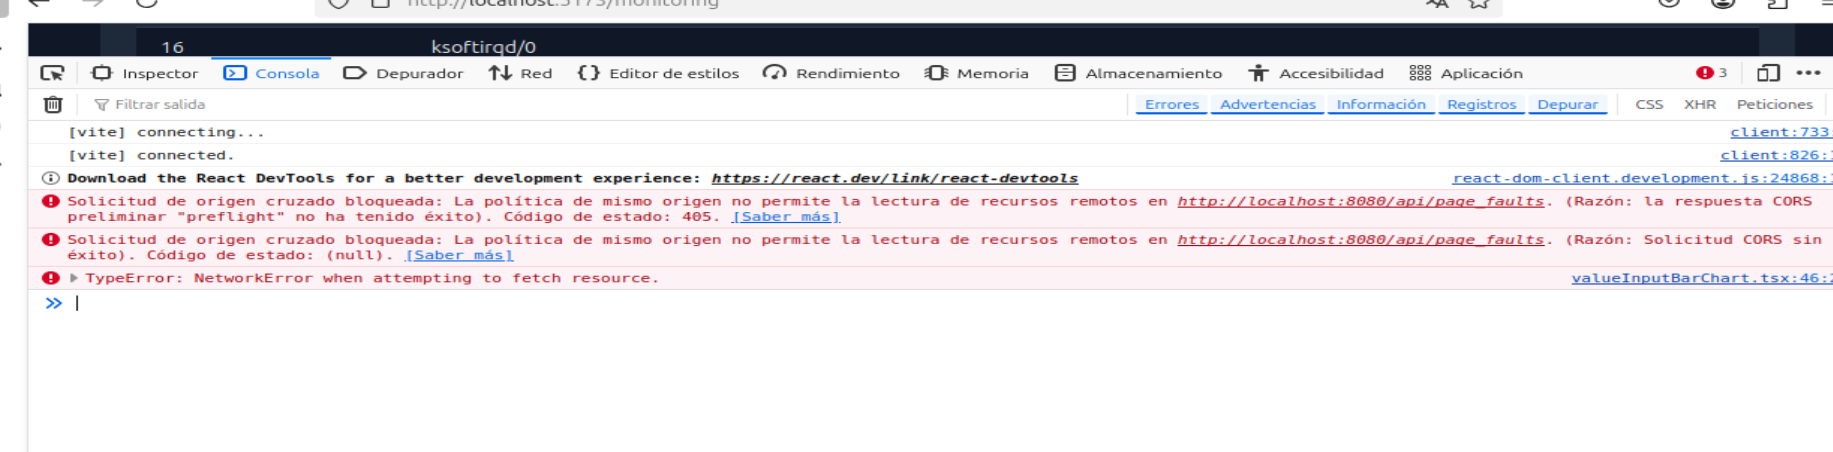 http://localhost:5173/monitoring
16 ksoftirqd/0
Inspector Consola Depurador Red Editor de estilos Rendimiento Memoria Almacenamiento Accesibilidad Aplicación 3
Filtrar salida Errores Advertencias Información Registros Depurar CSS XHR Peticiones
[vite] connecting... client:733:
[vite] connected. client:826:
Download the React DevTools for a better development experience: https://react.dev/link/react-devtools react-dom-client.development.js:24868:
Solicitud de origen cruzado bloqueada: La política de mismo origen no permite la lectura de recursos remotos en http://localhost:8080/api/page_faults. (Razón: la respuesta CORS
preliminar "preflight" no ha tenido éxito). Código de estado: 405. [Saber más]
Solicitud de origen cruzado bloqueada: La política de mismo origen no permite la lectura de recursos remotos en http://localhost:8080/api/page_faults. (Razón: Solicitud CORS sin
éxito). Código de estado: (null). [Saber más]
TypeError: NetworkError when attempting to fetch resource. valueInputBarChart.tsx:46: